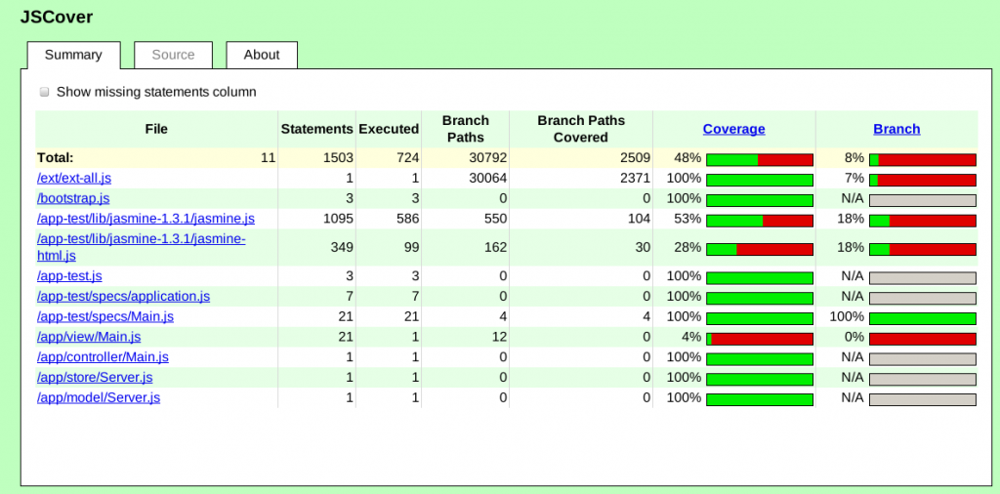 JSCover
Summary Source About
Show missing statements column
File Statements Executed Branch Paths Branch Paths Covered Coverage Branch
Total: 11 1503 724 30792 2509 48% 8%
/ext/ext-all.js 1 1 30064 2371 100% 7%
/bootstrap.js 3 3 0 0 100% N/A
/app-test/lib/jasmine-1.3.1/jasmine.js 1095 586 550 104 53% 18%
/app-test/lib/jasmine-1.3.1/jasmine-
html.js 349 99 162 30 28% 18%
/app-test.js 3 3 0 0 100% N/A
/app-test/specs/application.js 7 7 0 0 100% N/A
/app-test/specs/Main.js 21 21 4 4 100% 100%
/app/view/Main.js 21 1 12 0 4% 0%
/app/controller/Main.js 1 1 0 0 100% N/A
/app/store/Server.js 1 1 0 0 100% N/A
/app/model/Server.js 1 1 0 0 100% N/A